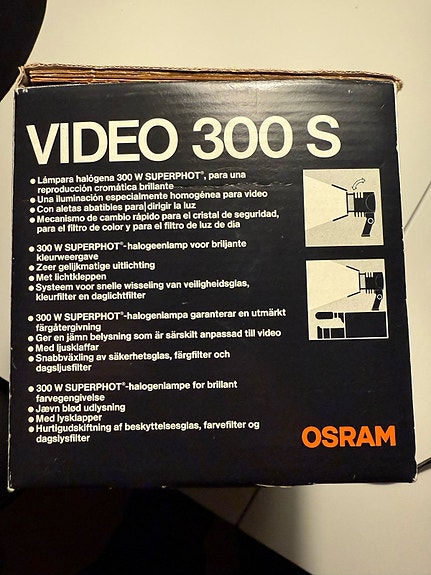 VIDEO 300 S
● Lámpara halógena 300 W SUPERPHOT®, para una
reproducción cromática brillante
● Una iluminación especialmente homogénea para video
● Con aletas abatibles para dirigir la luz
● Mecanismo de cambio rápido para el cristal de seguridad,
para el filtro de color y para el filtro de luz de día
● 300 W SUPERPHOT®-halogeenlamp voor briljante
kleurweergave
● Zeer gelijkmatige uitlichting
● Met lichtkleppen
● Systeem voor snelle wisseling van veiligheidsglas,
kleurfilter en daglichtfilter
● 300 W SUPERPHOT®-halogenlampa garanterar en utmärkt
färgåtergivning
● Ger en jämn belysning som är särskilt anpassad till video
● Med ljusklaffar
● Snabbväxling av säkerhetsglas, färgfilter och
dagsljusfilter
● 300 W SUPERPHOT®-halogenlampe for brillant
farvegengivelse
● Jævn blød udlysning
● Med lysklapper
● Hurtigudskiftning af beskyttelsesglas, farvefilter og
dagslysfilter
OSRAM